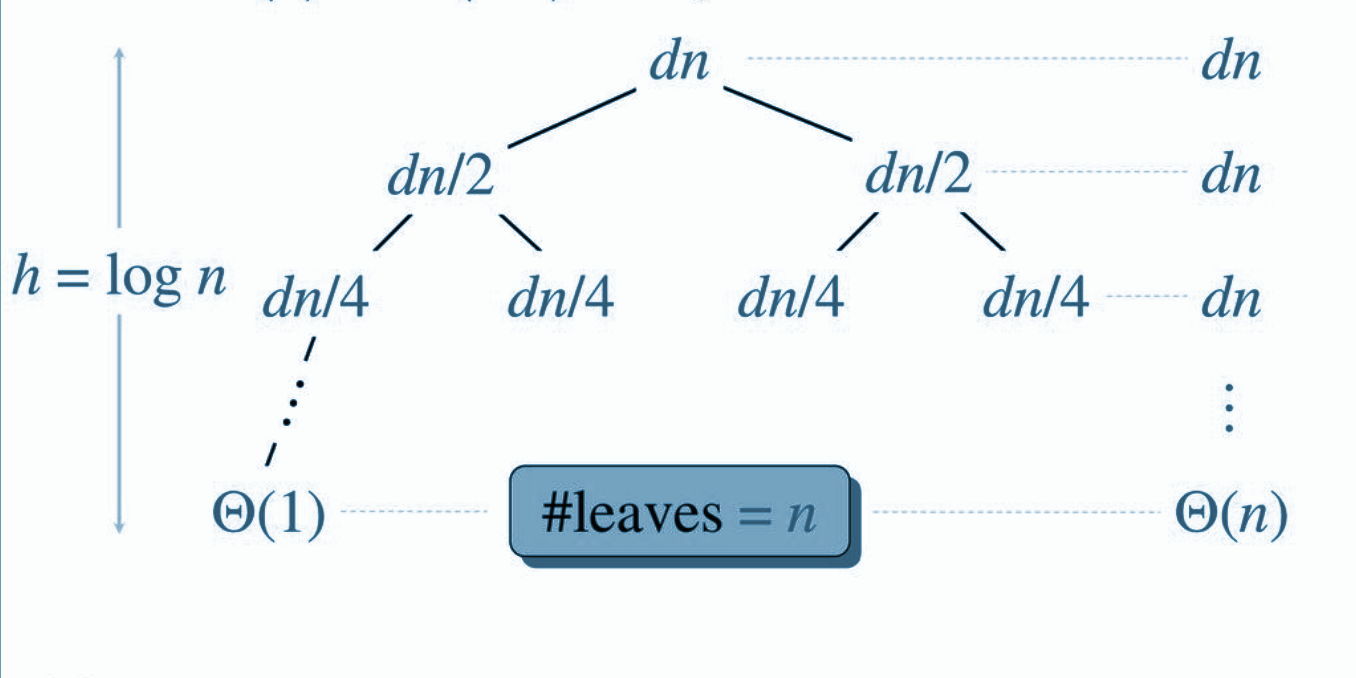 dn dn
dn/2 dn/2 dn
h = log n
dn/4 dn/4 dn/4 dn/4 dn
Θ(1) #leaves = n Θ(n)